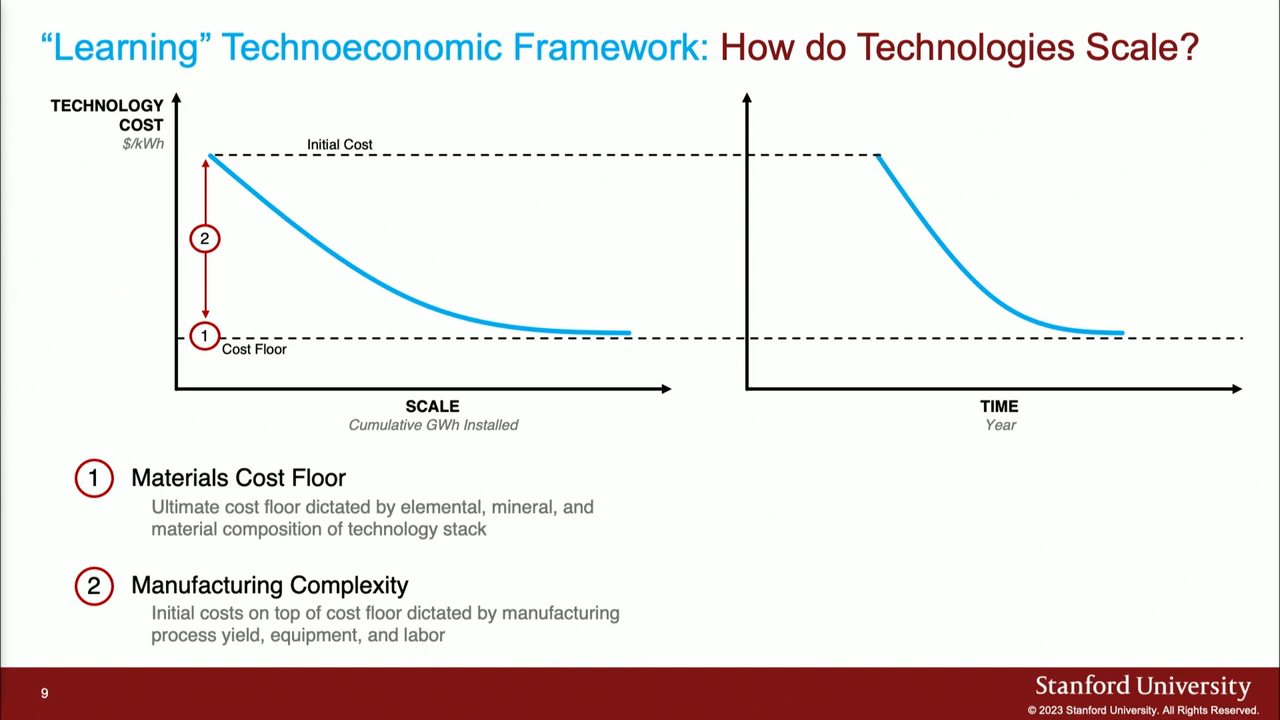 “Learning” Technoeconomic Framework: How do Technologies Scale?
TECHNOLOGY
COST
$/kWh
Initial Cost
2
1
Cost Floor
SCALE
Cumulative GWh Installed
TIME
Year
1 Materials Cost Floor
Ultimate cost floor dictated by elemental, mineral, and
material composition of technology stack
2 Manufacturing Complexity
Initial costs on top of cost floor dictated by manufacturing
process yield, equipment, and labor
9
Stanford University
© 2023 Stanford University. All Rights Reserved.